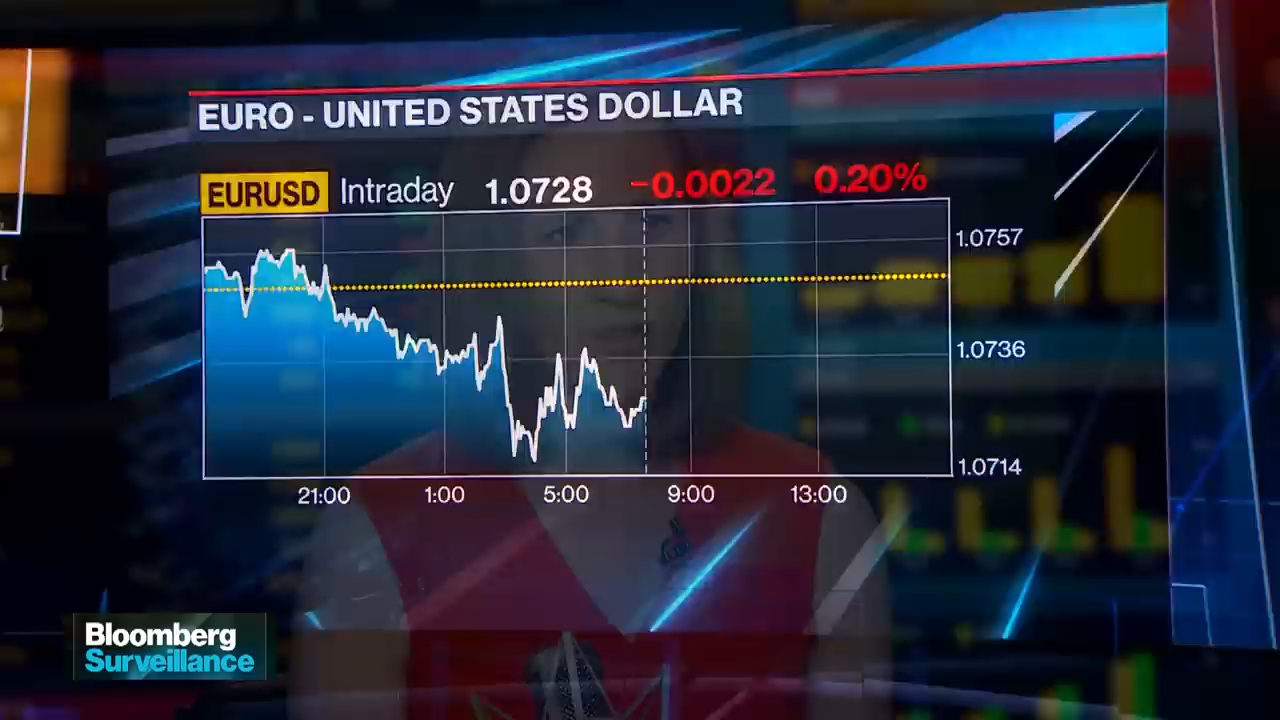 EURO - UNITED STATES DOLLAR
EURUSD Intraday 1.0728 -0.0022 0.20%
1.0757
1.0736
1.0714
21:00 1:00 5:00 9:00 13:00
Bloomberg
Surveillance